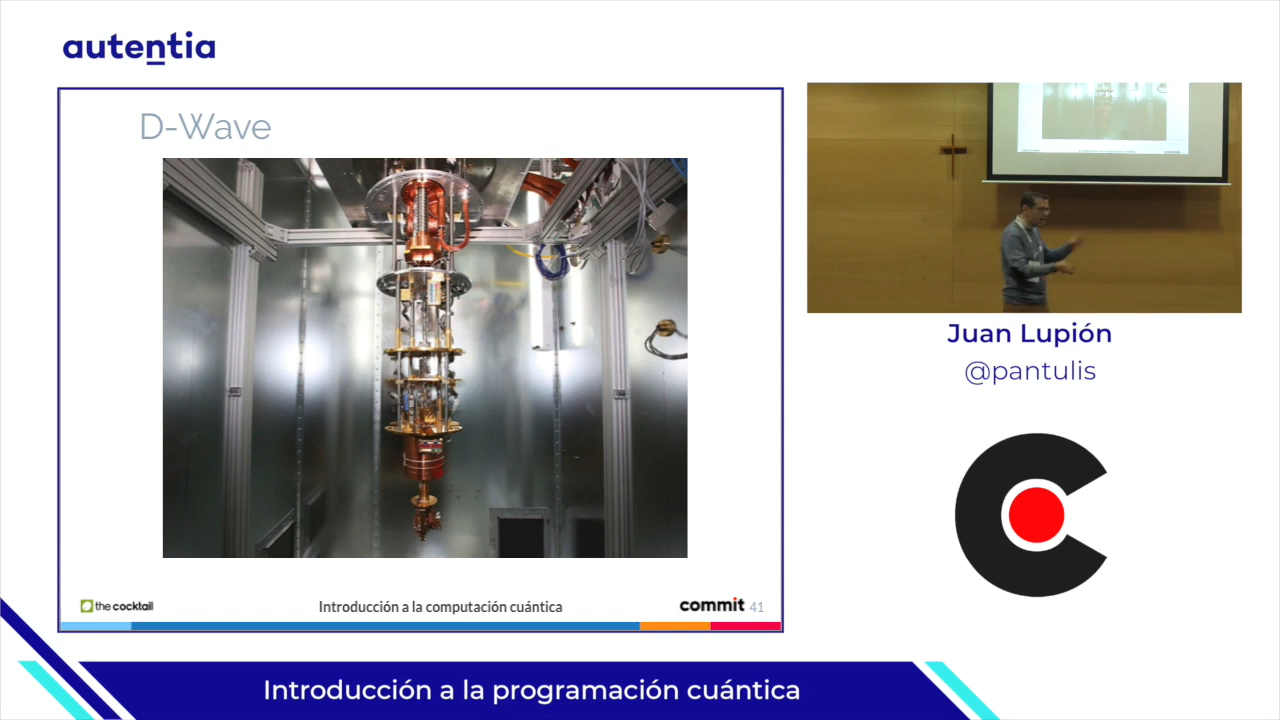 autentia
D-Wave
the cocktail
Introducción a la computación cuántica
commit 41
Juan Lupión
@pantulis
Introducción a la programación cuántica